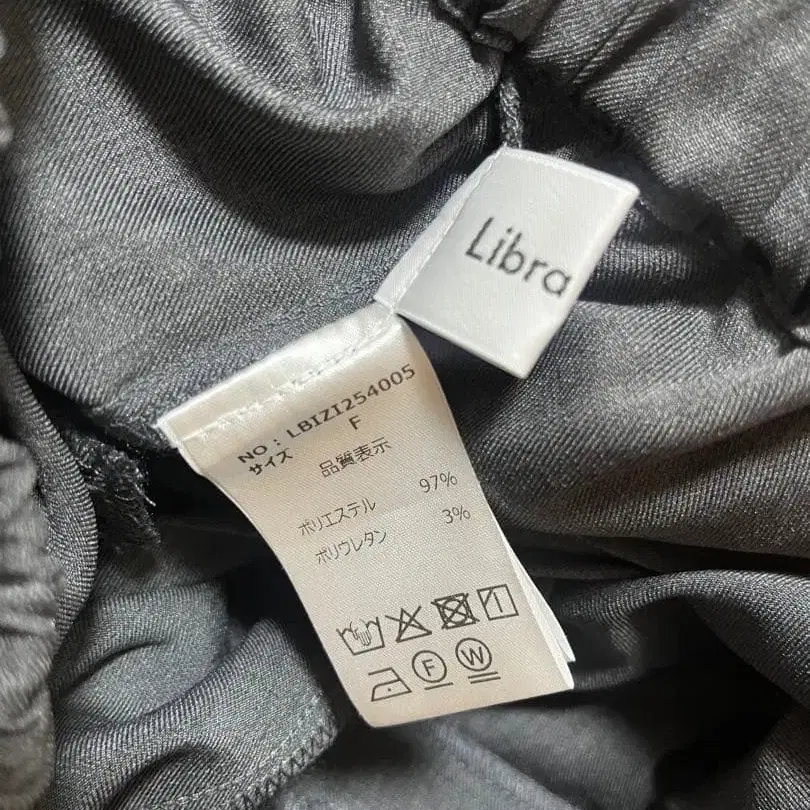 Libra
NO : LBIZI254005
サイズ F
品質表示
ポリエステル 97%
ポリウレタン 3%
F W